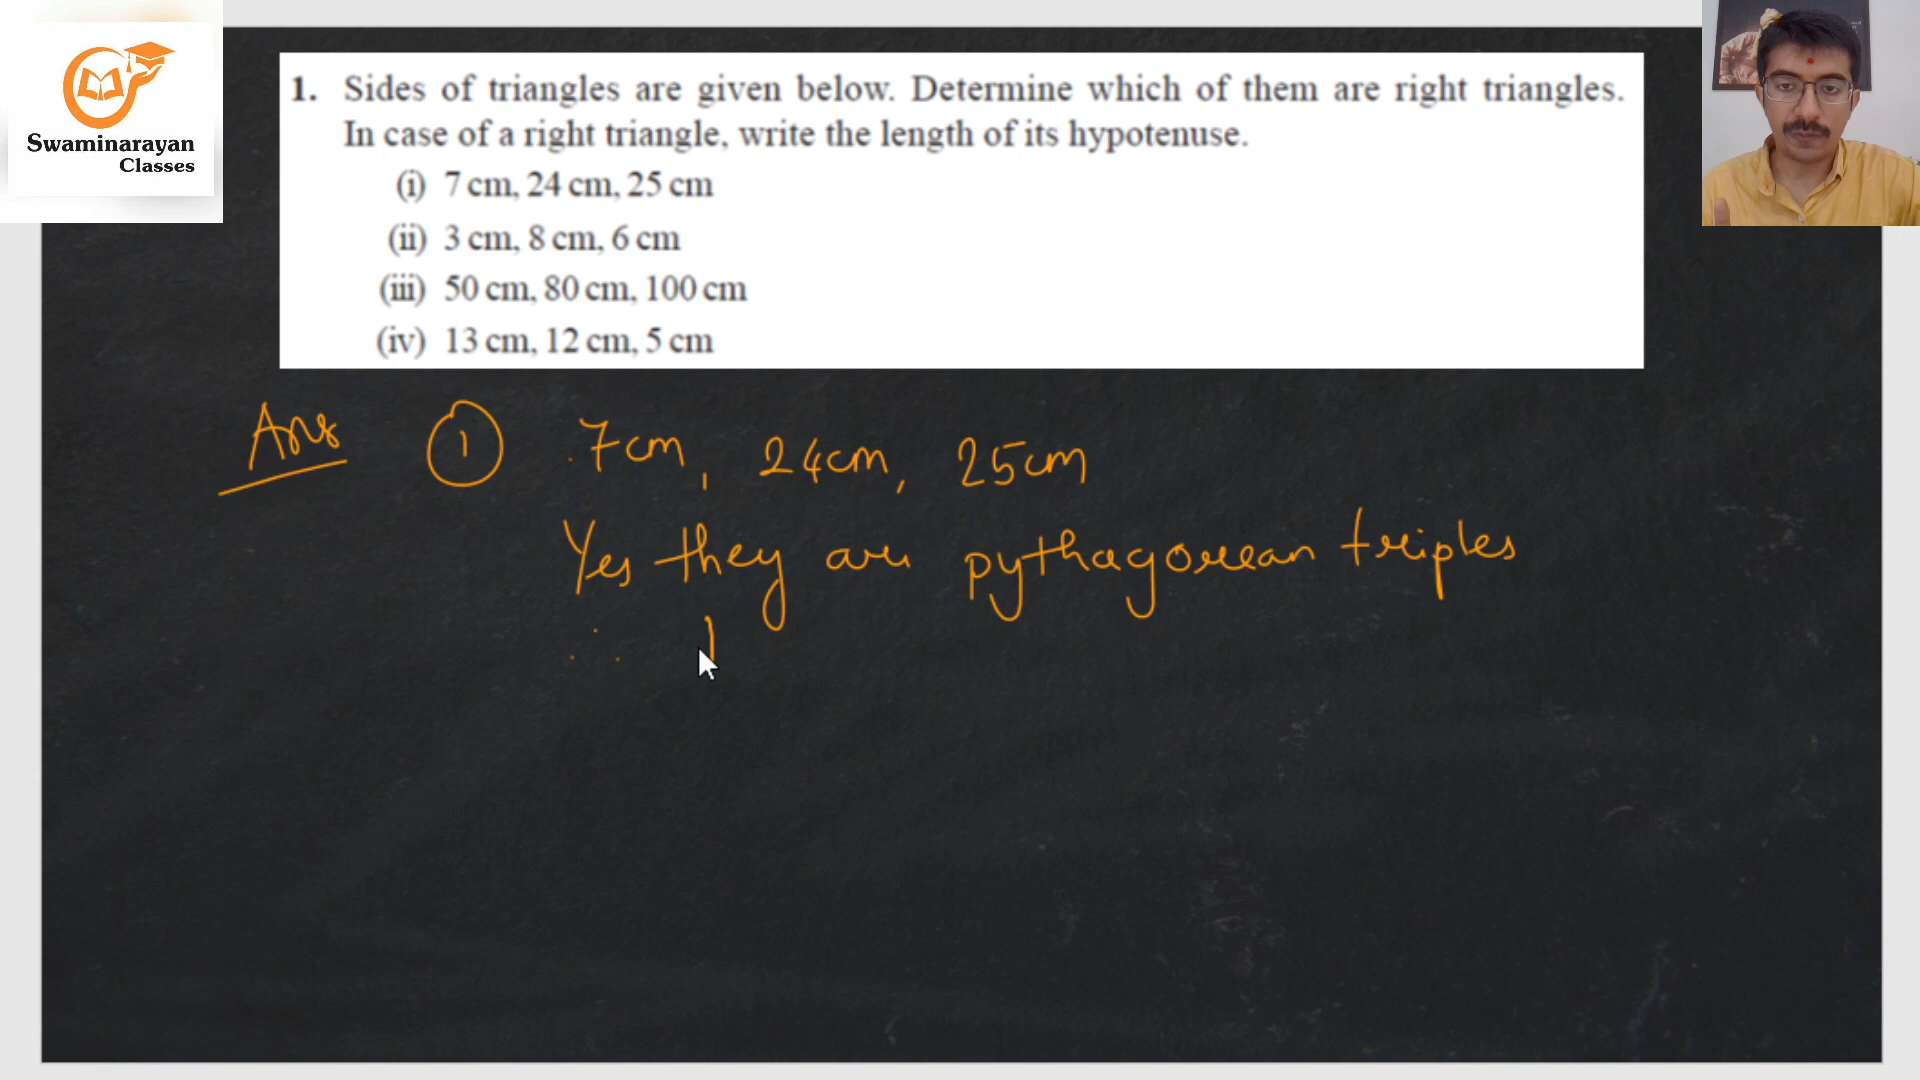 Swaminarayan
Classes
1. Sides of triangles are given below. Determine which of them are right triangles.
In case of a right triangle, write the length of its hypotenuse.
(i) 7 cm, 24 cm, 25 cm
(ii) 3 cm, 8 cm, 6 cm
(iii) 50 cm, 80 cm, 100 cm
(iv) 13 cm, 12 cm, 5 cm
Ans 1 7cm, 24cm, 25cm
Yes they are pythagorean triples
∴